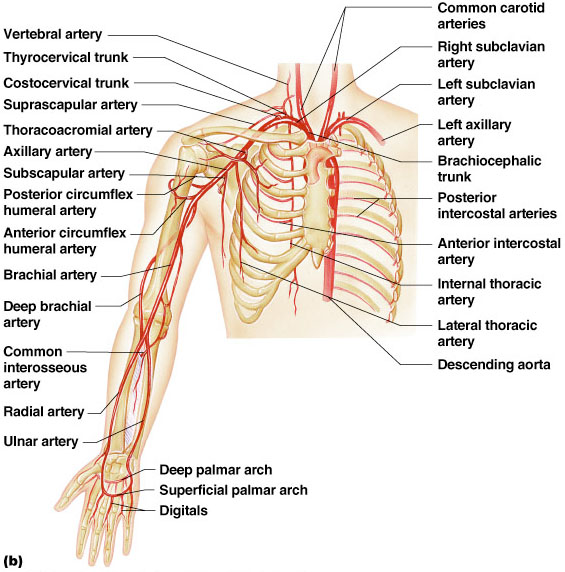 Vertebral artery
Thyrocervical trunk
Costocervical trunk
Suprascapular artery
Thoracoacromial artery
Axillary artery
Subscapular artery
Posterior circumflex
humeral artery
Anterior circumflex
humeral artery
Brachial artery
Deep brachial
artery
Common
interosseous
artery
Radial artery
Ulnar artery
Common carotid
arteries
Right subclavian
artery
Left subclavian
artery
Left axillary
artery
Brachiocephalic
trunk
Posterior
intercostal arteries
Anterior intercostal
artery
Internal thoracic
artery
Lateral thoracic
artery
Descending aorta
Deep palmar arch
Superficial palmar arch
Digitals
(b)